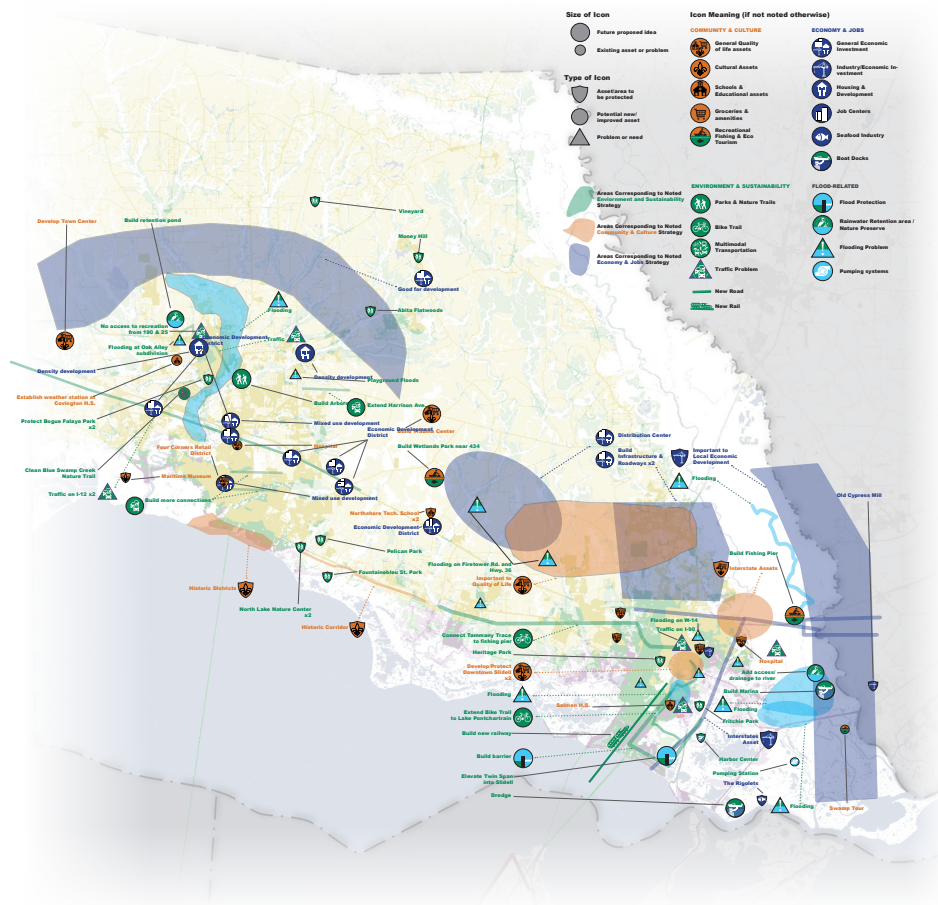 Size of Icon
Future proposed idea
Existing asset or problem
Type of Icon
Asset/area to
be protected
Potential new/
improved asset
Problem or need
Icon Meaning (if not noted otherwise)
COMMUNITY & CULTURE
General Quality
of life assets
Cultural Assets
Schools &
Educational assets
Groceries &
amenities
Recreational
Fishing & Eco
Tourism
ECONOMY & JOBS
General Economic
Investment
Industry/Economic In-
vestment
Housing &
Development
Job Centers
Seafood Industry
Boat Docks
Areas Corresponding to Noted
Enviornment and Sustainability
Strategy
Areas Corresponding to Noted
Community & Culture Strategy
Areas Corresponding to Noted
Economy & Jobs Strategy
ENVIRONMENT & SUSTAINABILITY
Parks & Nature Trails
Bike Trail
Multimodal
Transportation
Traffic Problem
New Road
New Rail
FLOOD-RELATED
Flood Protection
Rainwater Retention area /
Nature Preserve
Flooding Problem
Pumping systems
Develop Town Center
Build retention pond
Vineyard
Money Hill
Good for development
Abita Flatwoods
Flooding
No access to recreation
from 190 & 25
Economic Development
District
Traffic
Flooding at Oak Alley
subdivision
Density development
Density development
Playground Floods
Establish weather station at
Covington H.S.
Build Arbor
Extend Harrison Ave.
Protect Bogue Falaya Park
x2
Mixed use development
Economic Development
District
Center
Four Corners Retail
District
Hospital
Build Wetlands Park near 434
Distribution Center
Build
Infrastructure &
Roadways x2
Important to
Local Economic
Development
Flooding
Clean Blue Swamp Creek
Nature Trail
Maritime Museum
Traffic on I-12 x2
Build more connections
Mixed use development
Northshore Tech. School
x2
Economic Development
District
Old Cypress Mill
Pelican Park
Fountainebleu St. Park
Flooding on Firetower Rd. and
Hwy. 36
Important to
Quality of Life
Build Fishing Pier
Interstate Assets
Historic Districts
North Lake Nature Center
x2
Historic Corridor
Flooding on W-14
Traffic on I-90
Connect Tammany Trace
to fishing pier
Heritage Park
Hospital
Develop/Protect
Downtown Slidell
x2
Add access/
drainage to river
Build Marina
Flooding
Salmen H.S.
Flooding
Extend Bike Trail
to Lake Pontchartrain
Fritchie Park
Build new railway
Interstates
Asset
Build barrier
Harbor Center
Elevate Twin Span
into Slidell
Pumping Station
The Rigolets
Dredge
Flooding
Swamp Tour